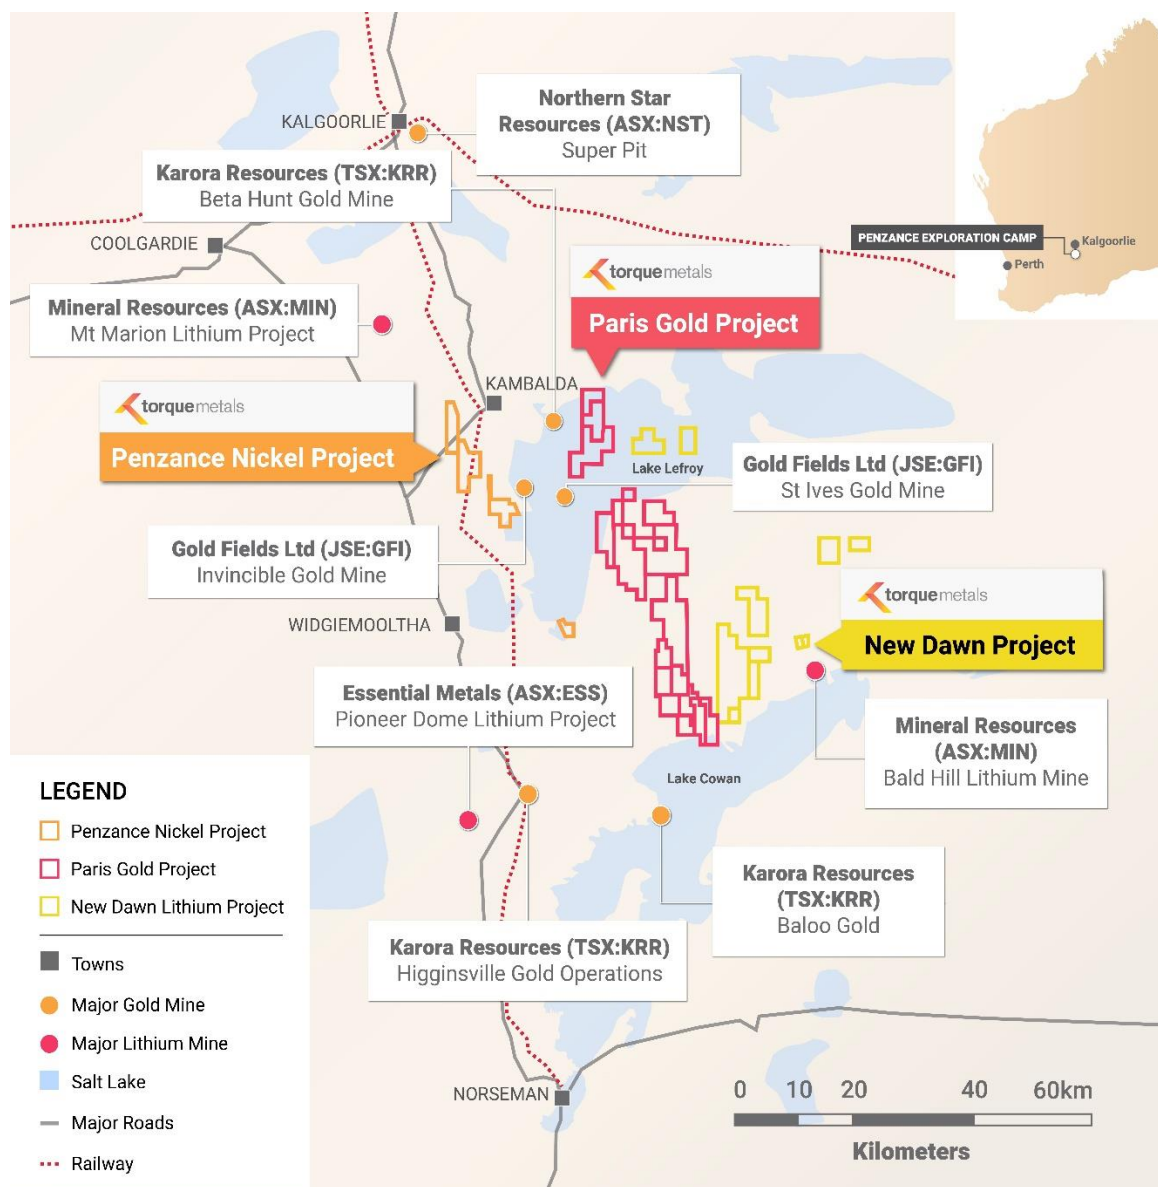 Northern Star
Resources (ASX:NST)
Super Pit
KALGOORLIE
Karora Resources (TSX:KRR)
Beta Hunt Gold Mine
COOLGARDIE
PENZANCE EXPLORATION CAMP
Kalgoorlie
Perth
torquemetals
Paris Gold Project
Mineral Resources (ASX:MIN)
Mt Marion Lithium Project
KAMBALDA
torquemetals
Penzance Nickel Project
Lake Lefroy
Gold Fields Ltd (JSE:GFI)
St Ives Gold Mine
Gold Fields Ltd (JSE:GFI)
Invincible Gold Mine
WIDGIEMOOLTHA
torquemetals
New Dawn Project
Essential Metals (ASX:ESS)
Pioneer Dome Lithium Project
Mineral Resources
(ASX:MIN)
Bald Hill Lithium Mine
Lake Cowan
Karora Resources
(TSX:KRR)
Baloo Gold
Karora Resources (TSX:KRR)
Higginsville Gold Operations
NORSEMAN
LEGEND
Penzance Nickel Project
Paris Gold Project
New Dawn Lithium Project
Towns
Major Gold Mine
Major Lithium Mine
Salt Lake
Major Roads
Railway
0 10 20 40 60km
Kilometers